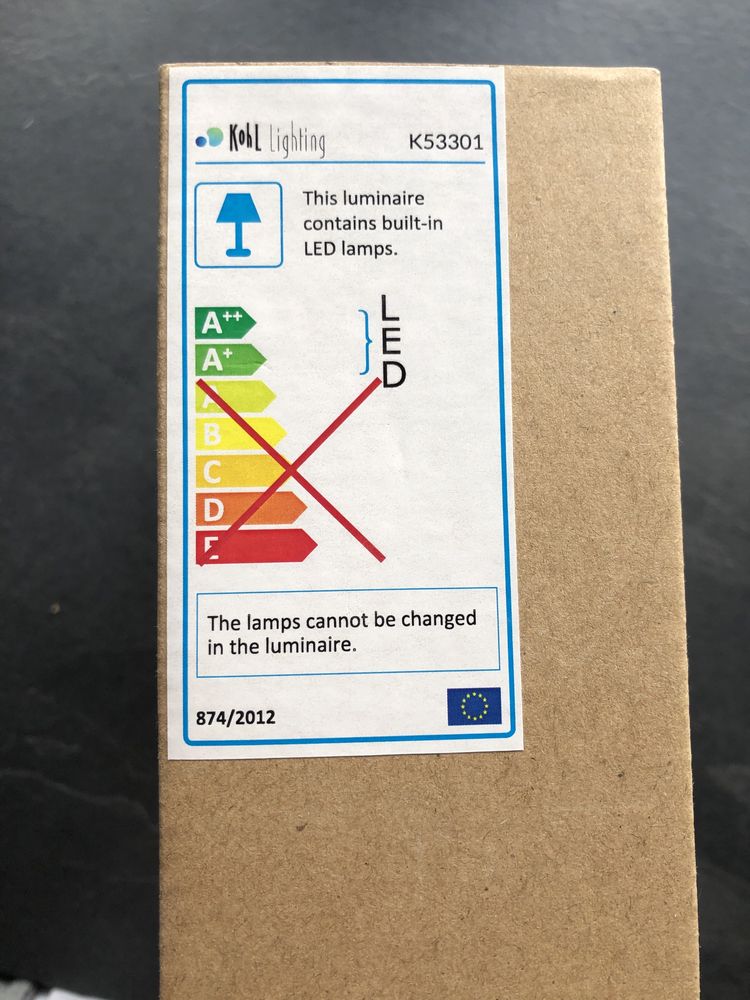 Kohl Lighting K53301
This luminaire
contains built-in
LED lamps.
A++
A+
A
B
C
D
E
L
E
D
The lamps cannot be changed
in the luminaire.
874/2012